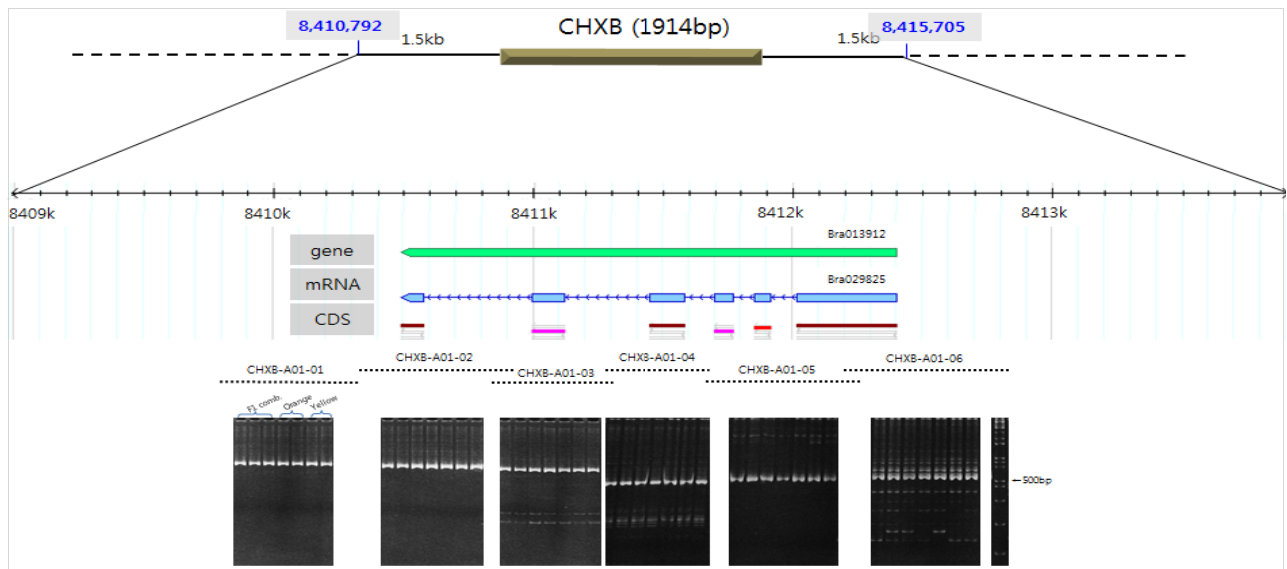 CHXB (1914bp)
8,410,792
8,415,705
1.5kb
1.5kb
8409k
8410k
8411k
8412k
8413k
gene
Bra013912
mRNA
Bra029825
CDS
CHXB-A01-01
CHXB-A01-02
CHXB-A01-03
CHXB-A01-04
CHXB-A01-05
CHXB-A01-06
F1 comb.
Orange
Yellow
←500bp